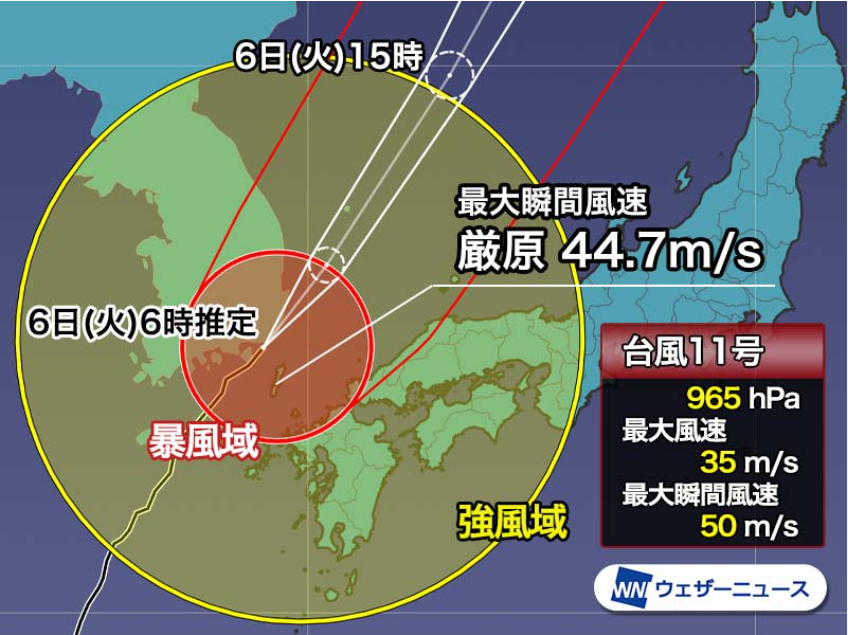 6日(火)15時
最大瞬間風速
厳原 44.7m/s
6日(火)6時推定
暴風域
強風域
台風11号
965 hPa
最大風速
35 m/s
最大瞬間風速
50 m/s
WN ウェザーニュース